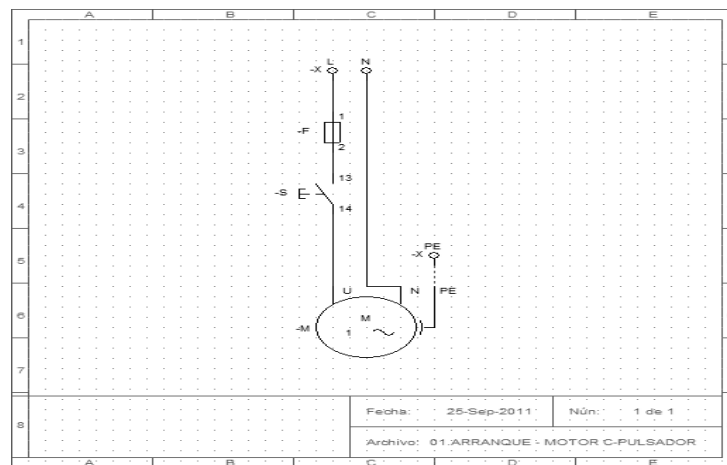 A B C D E
1
L N
-X
2
1
-F
2
3
13
-S
4
14
PE
-X
5
U N PE
M
-M 1
6
7
Fecha: 25-Sep-2011 Nún: 1 de 1
8
Archivo: 01.ARRANQUE - MOTOR C-PULSADOR
A B C D E